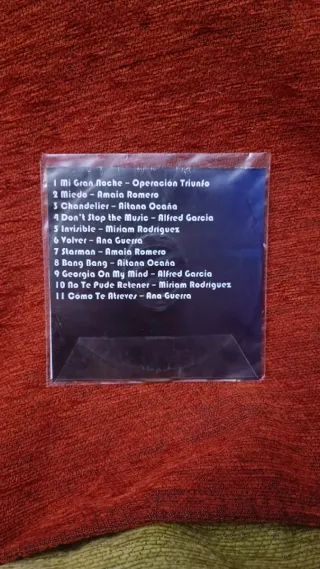 1 Mi Gran Noche – Operación Triunfo
2 Miedo – Amaia Romero
3 Chandelier – Aitana Ocaña
4 Don't Stop the Music – Alfred García
5 Invisible – Miriam Rodríguez
6 Volver – Ana Guerra
7 Starman – Amaia Romero
8 Bang Bang – Aitana Ocaña
9 Georgia On My Mind – Alfred García
10 No Te Pude Retener – Miriam Rodríguez
11 Cómo Te Atreves – Ana Guerra